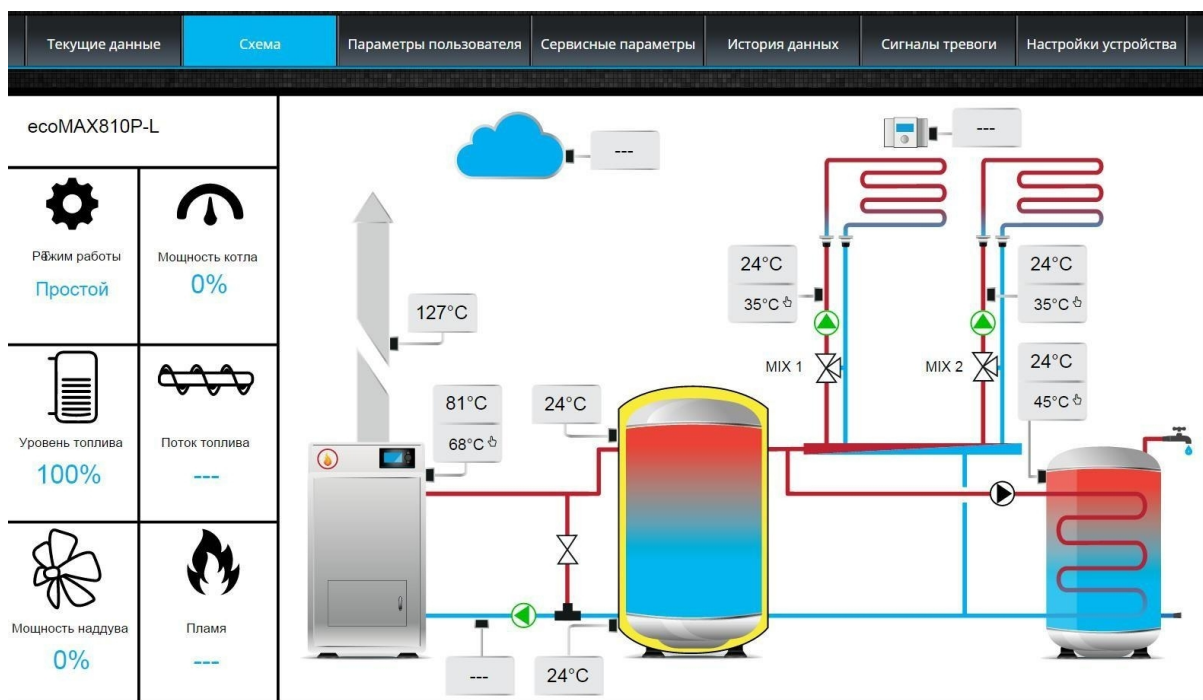 Текущие данные
Схема
Параметры пользователя
Сервисные параметры
История данных
Сигналы тревоги
Настройки устройства
ecoMAX810P-L
Режим работы
Простой
Мощность котла
0%
Уровень топлива
100%
Поток топлива
---
Мощность наддува
0%
Пламя
---
---
---
127°C
81°C
68°C
24°C
24°C
35°C
MIX 1
24°C
35°C
MIX 2
24°C
45°C
---
24°C